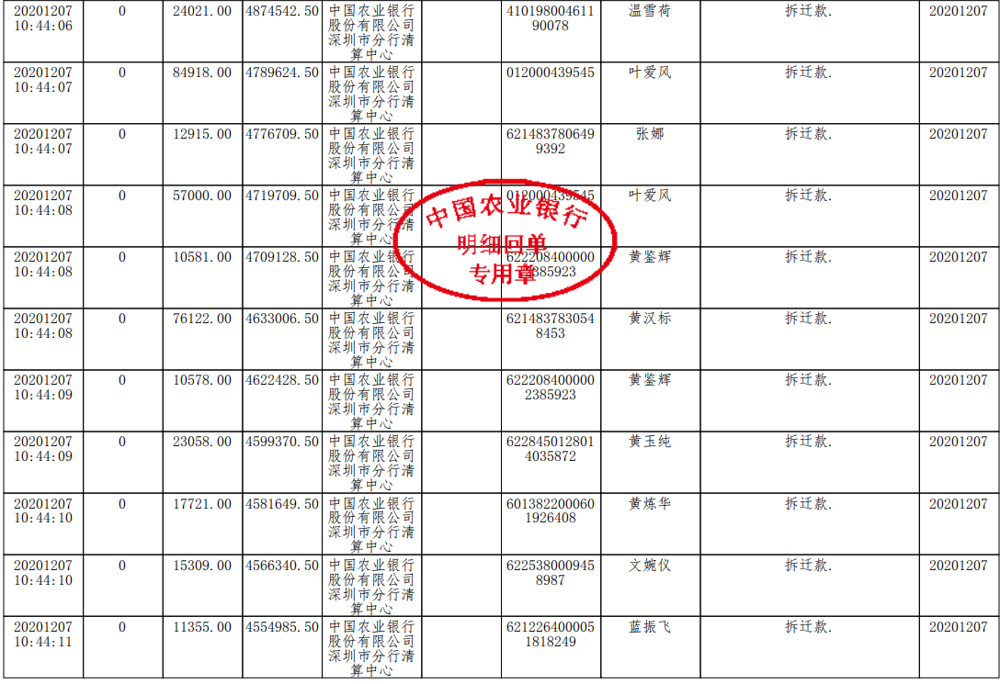 20201207 0 24021.00 4874542.50 中国农业银行 410198004611 温雪荷 拆迁款. 20201207
10:44:06 股份有限公司 90078
深圳市分行清
算中心
20201207 0 84918.00 4789624.50 中国农业银行 012000439545 叶爱风 拆迁款. 20201207
10:44:07 股份有限公司
深圳市分行清
算中心
20201207 0 12915.00 4776709.50 中国农业银行 621483780649 张娜 拆迁款. 20201207
10:44:07 股份有限公司 9392
深圳市分行清
算中心
20201207 0 57000.00 4719709.50 中国农业银行 012000439545 叶爱风 拆迁款. 20201207
10:44:08 股份有限公司
深圳市分行清
算中心
中国农业银行
明细回单
专用章
20201207 0 10581.00 4709128.50 中国农业银行 622208400000 黄鉴辉 拆迁款. 20201207
10:44:08 股份有限公司 2385923
深圳市分行清
算中心
20201207 0 76122.00 4633006.50 中国农业银行 621483783054 黄汉标 拆迁款. 20201207
10:44:08 股份有限公司 8453
深圳市分行清
算中心
20201207 0 10578.00 4622428.50 中国农业银行 622208400000 黄鉴辉 拆迁款. 20201207
10:44:09 股份有限公司 2385923
深圳市分行清
算中心
20201207 0 23058.00 4599370.50 中国农业银行 622845012801 黄玉纯 拆迁款. 20201207
10:44:09 股份有限公司 4035872
深圳市分行清
算中心
20201207 0 17721.00 4581649.50 中国农业银行 601382200060 黄炼华 拆迁款. 20201207
10:44:10 股份有限公司 1926408
深圳市分行清
算中心
20201207 0 15309.00 4566340.50 中国农业银行 622538000945 文婉仪 拆迁款. 20201207
10:44:10 股份有限公司 8987
深圳市分行清
算中心
20201207 0 11355.00 4554985.50 中国农业银行 621226400005 蓝振飞 拆迁款. 20201207
10:44:11 股份有限公司 1818249
深圳市分行清
算中心